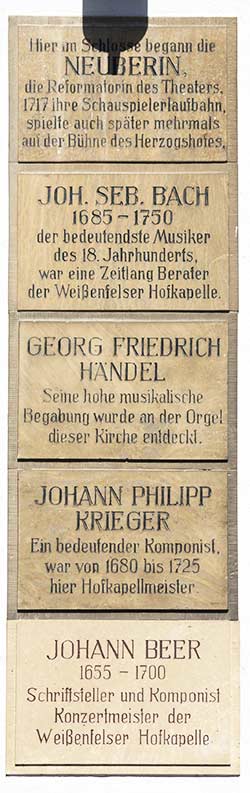 Hier im Schlosse begann die
NEUBERIN,
die Reformatorin des Theaters,
1717 ihre Schauspielerlaufbahn,
spielte auch später mehrmals
auf der Bühne des Herzogshofes.
JOH. SEB. BACH
1685 – 1750
der bedeutendste Musiker
des 18. Jahrhunderts,
war eine Zeitlang Berater
der Weißenfelser Hofkapelle.
GEORG FRIEDRICH
HÄNDEL
Seine hohe musikalische
Begabung wurde an der Orgel
dieser Kirche entdeckt.
JOHANN PHILIPP
KRIEGER
Ein bedeutender Komponist,
war von 1680 bis 1725
hier Hofkapellmeister.
JOHANN BEER
1655 – 1700
Schriftsteller und Komponist
Konzertmeister der
Weißenfelser Hofkapelle